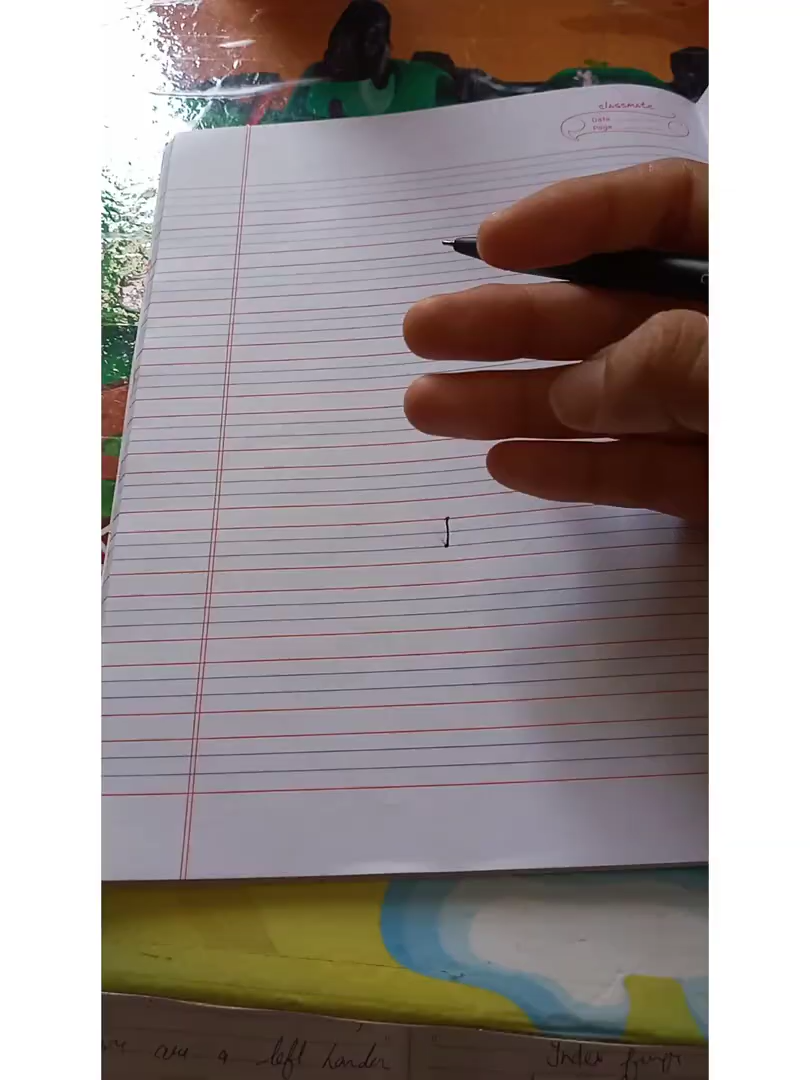 classmate
Date
Page
are a left hander
Index